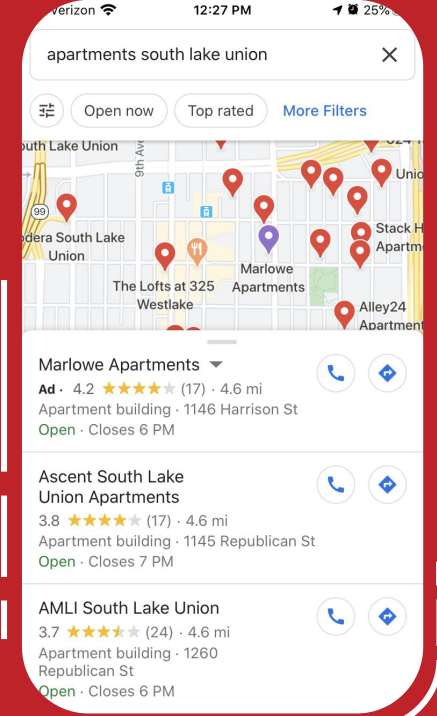 verizon 12:27 PM 25%
apartments south lake union
Open now
Top rated
More Filters
outh Lake Union
9th Ave
99
Unio
odera South Lake
Union
Stack H
Apartm
The Lofts at 325
Westlake
Marlowe
Apartments
Alley24
Apartment
Marlowe Apartments
Ad · 4.2 (17) · 4.6 mi
Apartment building · 1146 Harrison St
Open · Closes 6 PM
Ascent South Lake
Union Apartments
3.8 (17) · 4.6 mi
Apartment building · 1145 Republican St
Open · Closes 7 PM
AMLI South Lake Union
3.7 (24) · 4.6 mi
Apartment building · 1260
Republican St
Open · Closes 6 PM